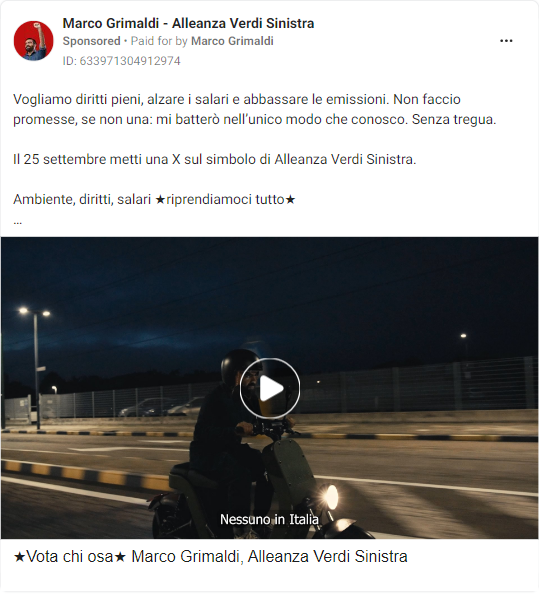 Marco Grimaldi - Alleanza Verdi Sinistra
Sponsored • Paid for by Marco Grimaldi
ID: 633971304912974
Vogliamo diritti pieni, alzare i salari e abbassare le emissioni. Non faccio
promesse, se non una: mi batterò nell’unico modo che conosco. Senza tregua.
Il 25 settembre metti una X sul simbolo di Alleanza Verdi Sinistra.
Ambiente, diritti, salari ★riprendiamoci tutto★
...
Nessuno in Italia
★Vota chi osa★ Marco Grimaldi, Alleanza Verdi Sinistra